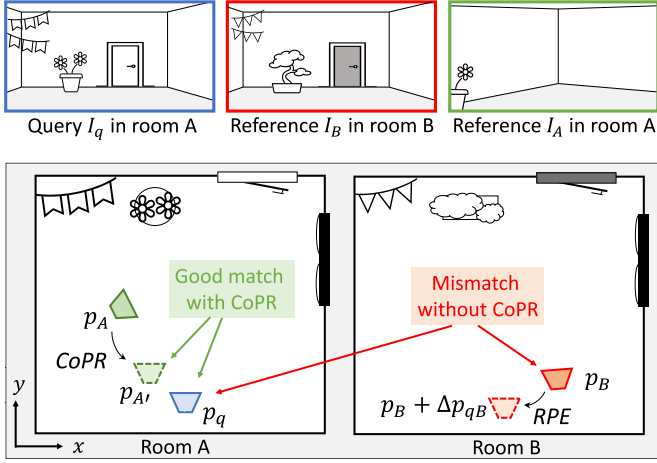 Query I_q in room A
Reference I_B in room B
Reference I_A in room A
Good match
with CoPR
Mismatch
without CoPR
p_A
CoPR
p_A′
p_q
p_B
p_B + Δp_qB
RPE
y
x
Room A
Room B